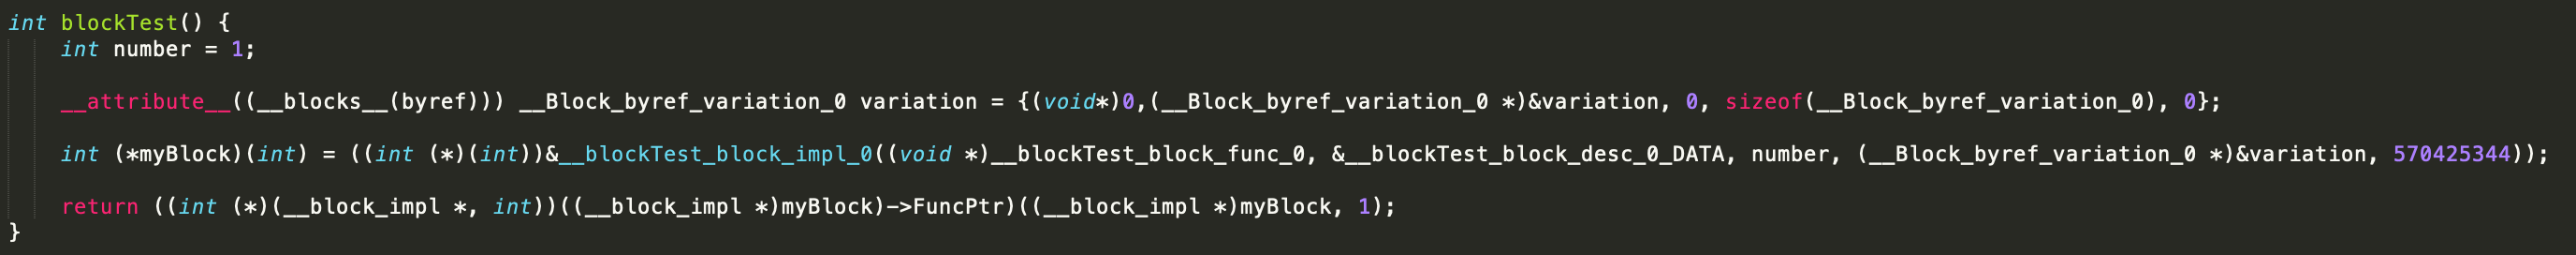 int blockTest() {
    int number = 1;
    __attribute__((__blocks__(byref))) __Block_byref_variation_0 variation = {(void*)0,(__Block_byref_variation_0 *)&variation, 0, sizeof(__Block_byref_variation_0), 0};
    int (*myBlock)(int) = ((int (*)(int))&__blockTest_block_impl_0((void *)__blockTest_block_func_0, &__blockTest_block_desc_0_DATA, number, (__Block_byref_variation_0 *)&variation, 570425344));
    return ((int (*)(__block_impl *, int))((__block_impl *)myBlock)->FuncPtr)((__block_impl *)myBlock, 1);
}